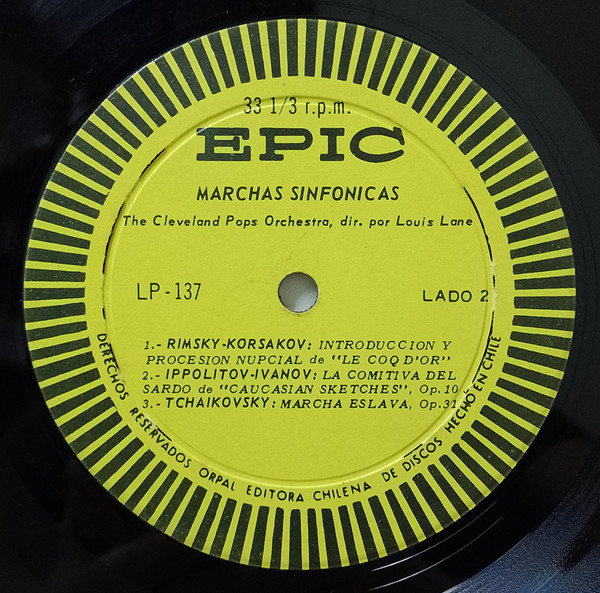 33 1/3 r.p.m.
EPIC
MARCHAS SINFONICAS
The Cleveland Pops Orchestra, dir. por Louis Lane
LP-137
LADO 2
1.- RIMSKY-KORSAKOV: INTRODUCCION Y
PROCESION NUPCIAL de "LE COQ D'OR"
2.- IPPOLITOV-IVANOV: LA COMITIVA DEL
SARDO de "CAUCASIAN SKETCHES", Op. 10
3.- TCHAIKOVSKY: MARCHA ESLAVA, Op. 31
DERECHOS RESERVADOS ORPAL EDITORA CHILENA DE DISCOS HECHO EN CHILE